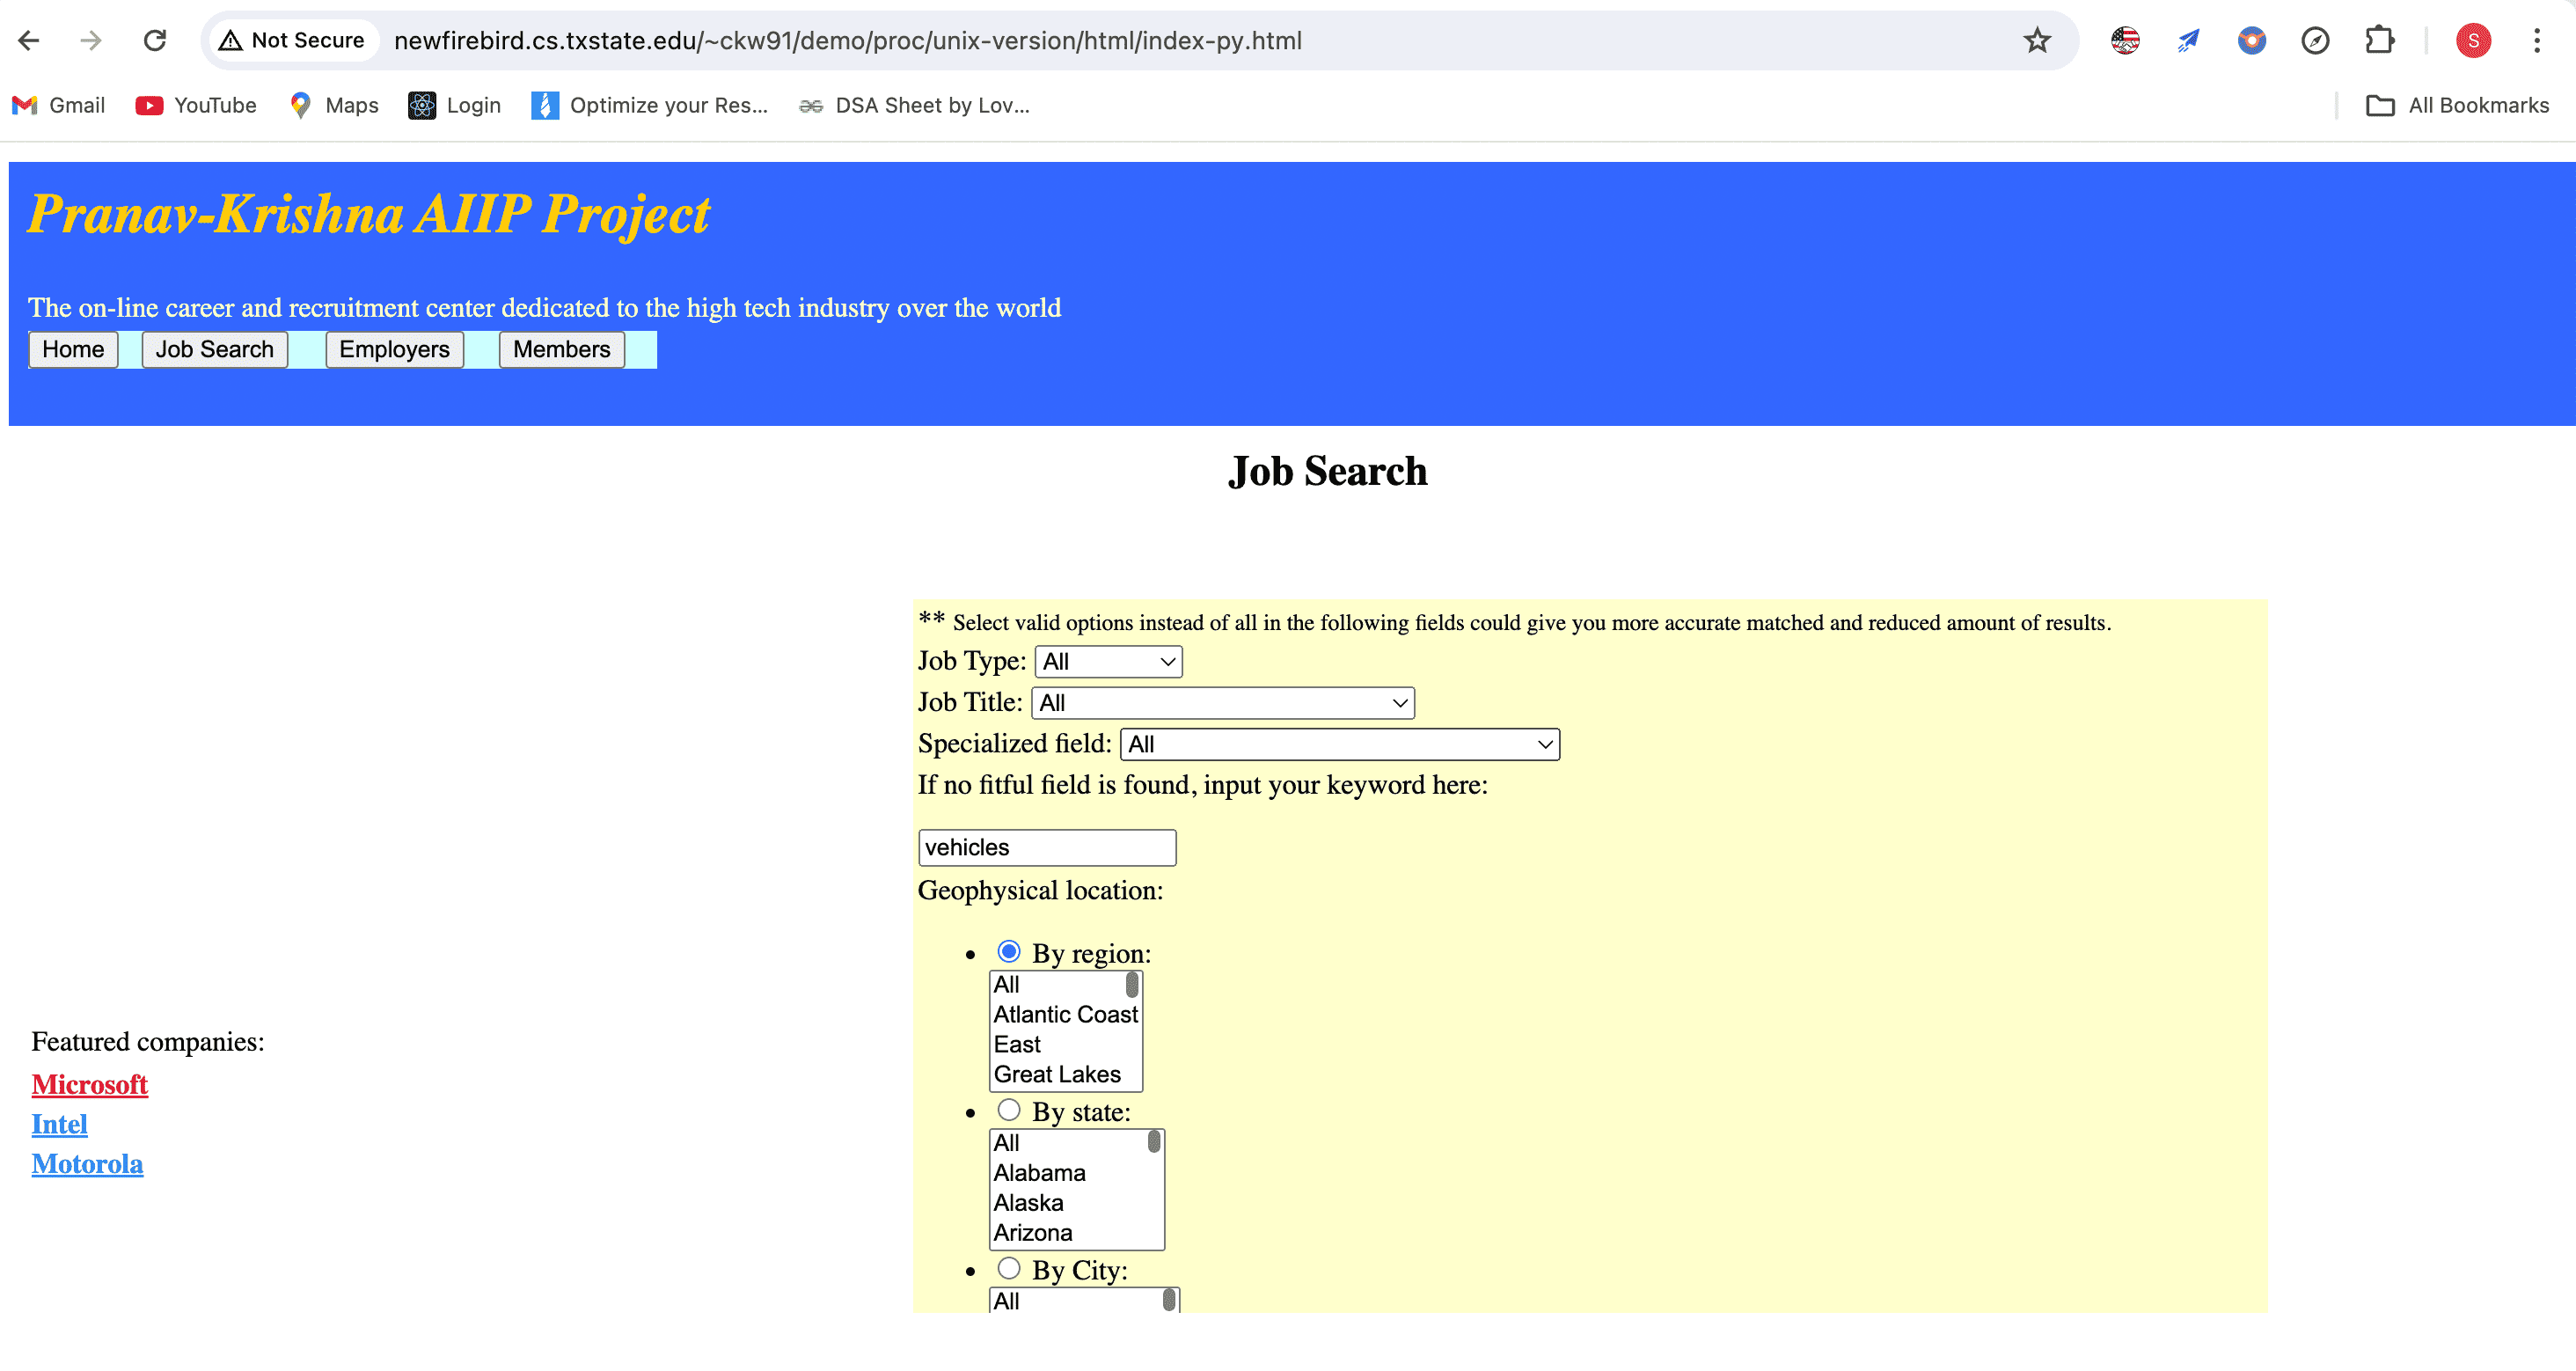 Not Secure newfirebird.cs.txstate.edu/~ckw91/demo/proc/unix-version/html/index-py.html S
Gmail YouTube Maps Login Optimize your Res... DSA Sheet by Lov... All Bookmarks
Pranav-Krishna AIIP Project
The on-line career and recruitment center dedicated to the high tech industry over the world
Home Job Search Employers Members
Job Search
** Select valid options instead of all in the following fields could give you more accurate matched and reduced amount of results.
Job Type: All
Job Title: All
Specialized field: All
If no fitful field is found, input your keyword here:
vehicles
Geophysical location:
By region:
All
Atlantic Coast
East
Great Lakes
By state:
All
Alabama
Alaska
Arizona
By City:
All
Featured companies:
Microsoft
Intel
Motorola